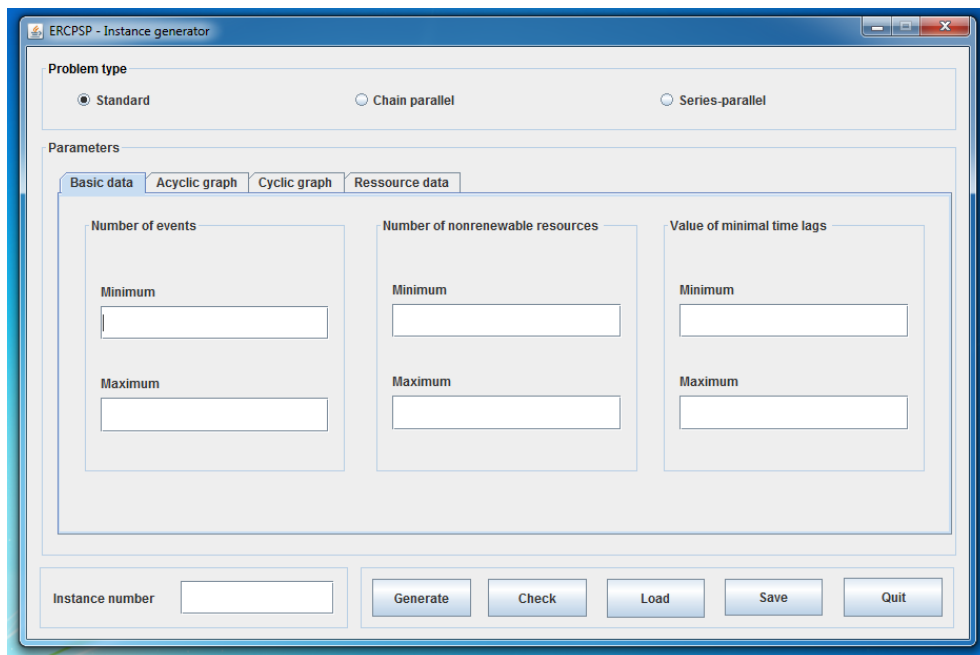 ERCPSP - Instance generator
Problem type
Standard Chain parallel Series-parallel
Parameters
Basic data Acyclic graph Cyclic graph Ressource data
Number of events Number of nonrenewable resources Value of minimal time lags
Minimum Minimum Minimum
Maximum Maximum Maximum
Instance number Generate Check Load Save Quit